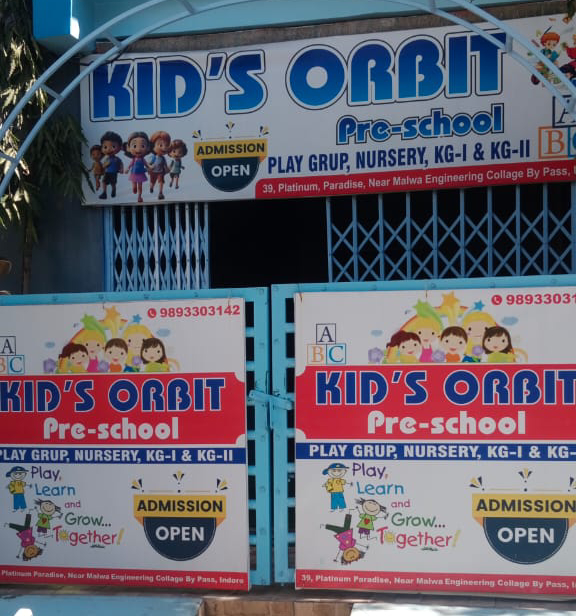 KID'S ORBIT
Pre-school
ADMISSION
OPEN
PLAY GRUP, NURSERY, KG-I & KG-II
39, Platinum, Paradise, Near Malwa Engineering Collage By Pass,
A
B
9893303142
A
BC
KID'S ORBIT
Pre-school
PLAY GRUP, NURSERY, KG-I & KG-II
Play,
Learn
and
Grow...
Together!
ADMISSION
OPEN
Platinum Paradise, Near Malwa Engineering Collage By Pass, Indore
98933031
A
BC
KID'S ORBIT
Pre-school
PLAY GRUP, NURSERY, KG-I & KG-
Play,
Learn
and
Grow...
Together!
ADMISSION
OPEN
39, Platinum Paradise, Near Malwa Engineering Collage By Pass,